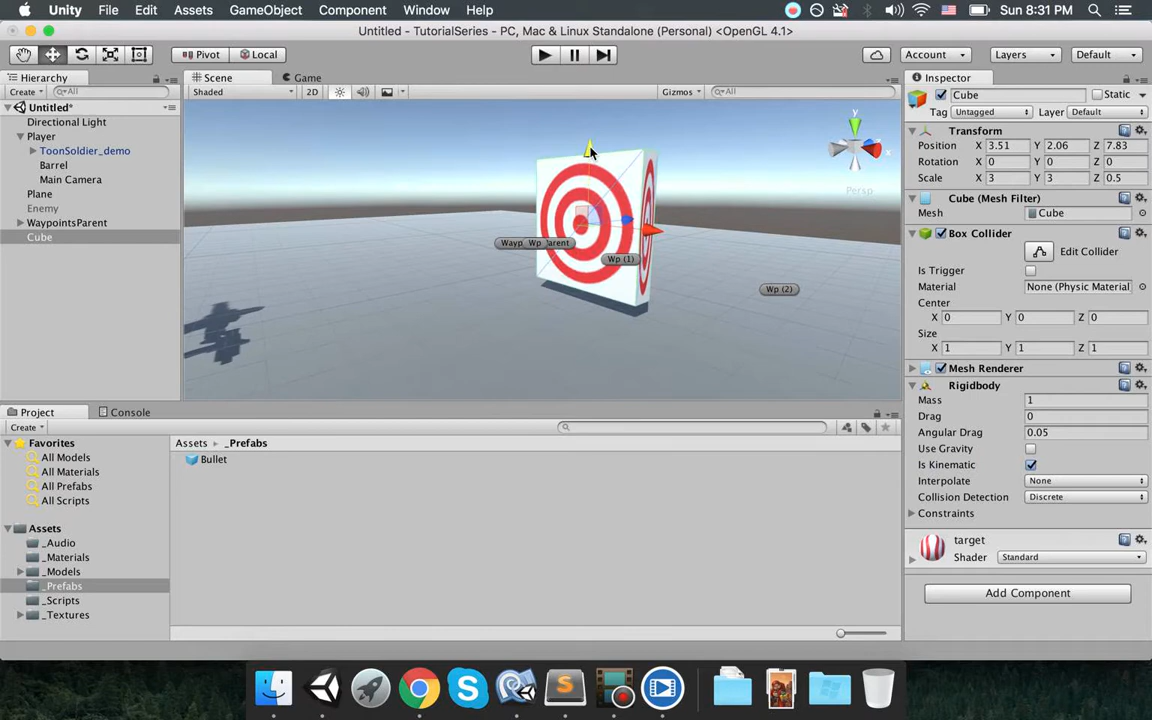 Unity File Edit Assets GameObject Component Window Help Sun 8:31 PM
Untitled - TutorialSeries - PC, Mac & Linux Standalone (Personal) <OpenGL 4.1>
Pivot Local Account Layers Default
Hierarchy Scene Game Inspector
Create All Shaded 2D Gizmos All
Cube Static
Untitled*
Tag Untagged Layer Default
Directional Light
Player
ToonSoldier_demo
Barrel
Main Camera
Plane
Enemy
WaypointsParent
Cube
y
x
Persp
Wayp Wp Parent
Wp (1)
Wp (2)
Transform
Position X 3.51 Y 2.06 Z 7.83
Rotation X 0 Y 0 Z 0
Scale X 3 Y 3 Z 0.5
Cube (Mesh Filter)
Mesh Cube
Box Collider
Edit Collider
Is Trigger
Material None (Physic Material
Center
X 0 Y 0 Z 0
Size
X 1 Y 1 Z 1
Mesh Renderer
Rigidbody
Mass 1
Drag 0
Angular Drag 0.05
Use Gravity
Is Kinematic
Interpolate None
Collision Detection Discrete
Constraints
target
Shader Standard
Add Component
Project Console
Create
Favorites
All Models
All Materials
All Prefabs
All Scripts
Assets
_Audio
_Materials
_Models
_Prefabs
_Scripts
_Textures
Assets _Prefabs
Bullet